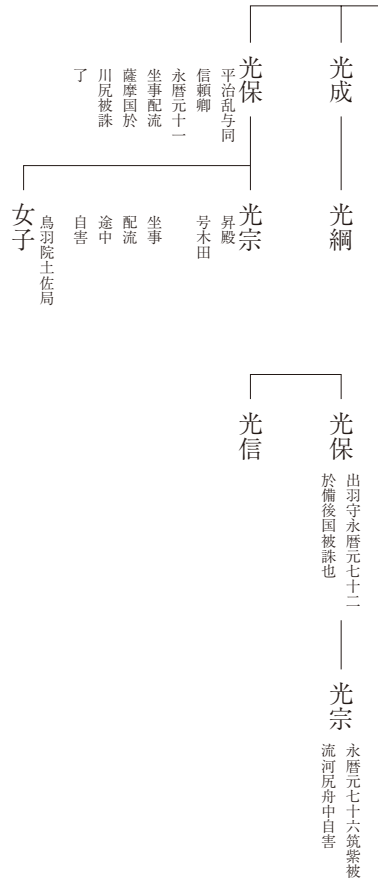 光成
光綱
光保
平治乱与同
信頼卿
永暦元十一
坐事配流
薩摩国於
川尻被誅
了
光宗
昇殿
号木田
坐事
配流
途中
自害
女子
鳥羽院土佐局
光保
出羽守永暦元七十二
於備後国被誅也
光宗
永暦元七十六筑紫被
流河尻舟中自害
光信